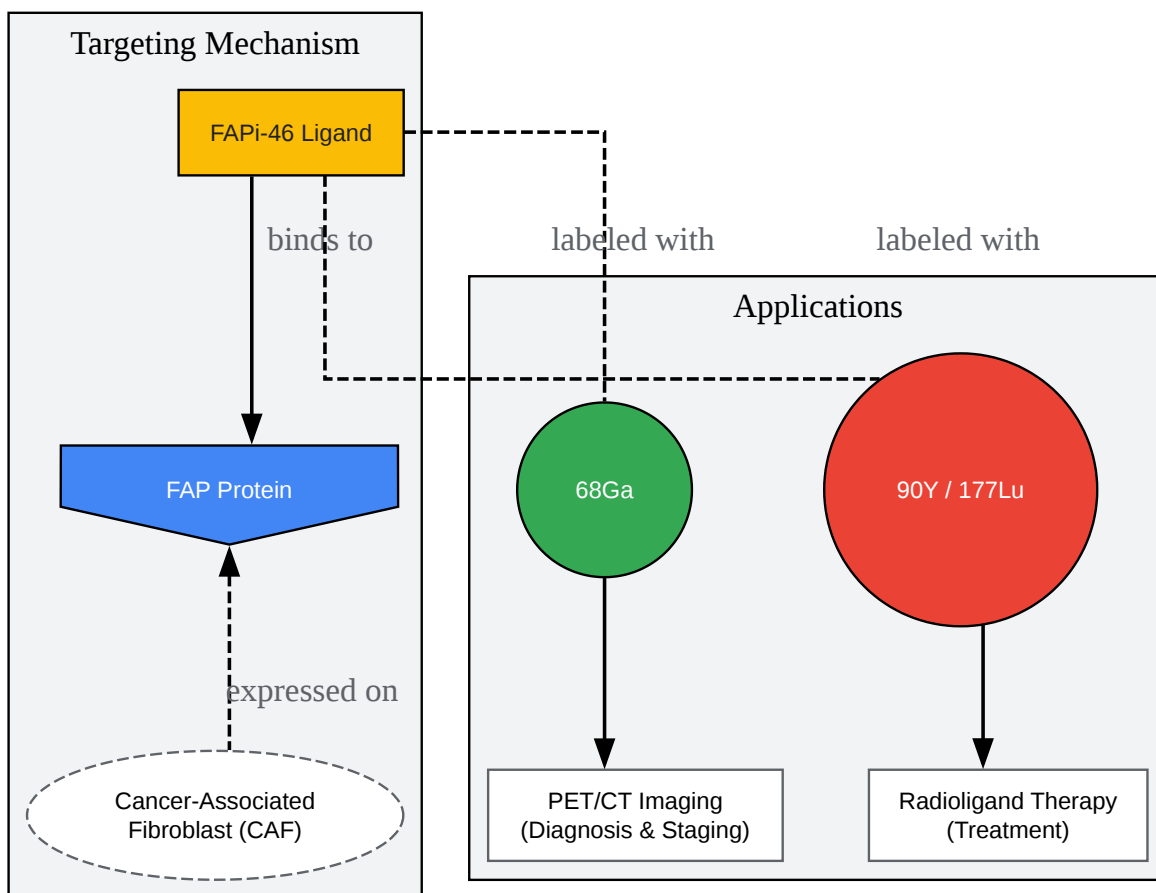 Targeting Mechanism
FAPi-46 Ligand
binds to
labeled with
labeled with
Applications
FAP Protein
68Ga
90Y / 177Lu
expressed on
Cancer-Associated
Fibroblast (CAF)
PET/CT Imaging
(Diagnosis & Staging)
Radioligand Therapy
(Treatment)